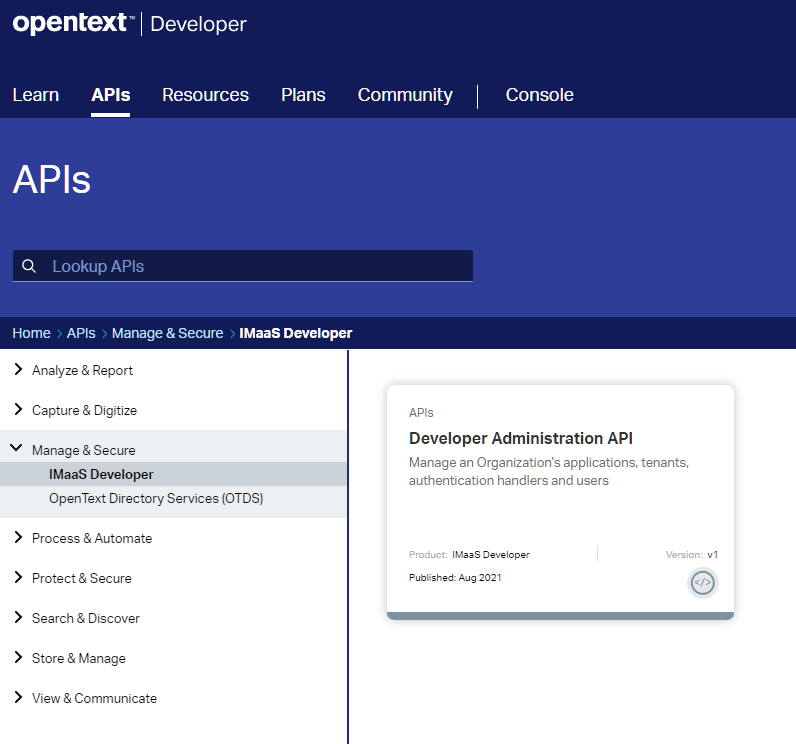 opentext™ | Developer
Learn APIs Resources Plans Community | Console
APIs
Lookup APIs
Home > APIs > Manage & Secure > IMaaS Developer
Analyze & Report
Capture & Digitize
Manage & Secure
IMaaS Developer
OpenText Directory Services (OTDS)
Process & Automate
Protect & Secure
Search & Discover
Store & Manage
View & Communicate
APIs
Developer Administration API
Manage an Organization's applications, tenants,
authentication handlers and users
Product: IMaaS Developer Version: v1
Published: Aug 2021
</>